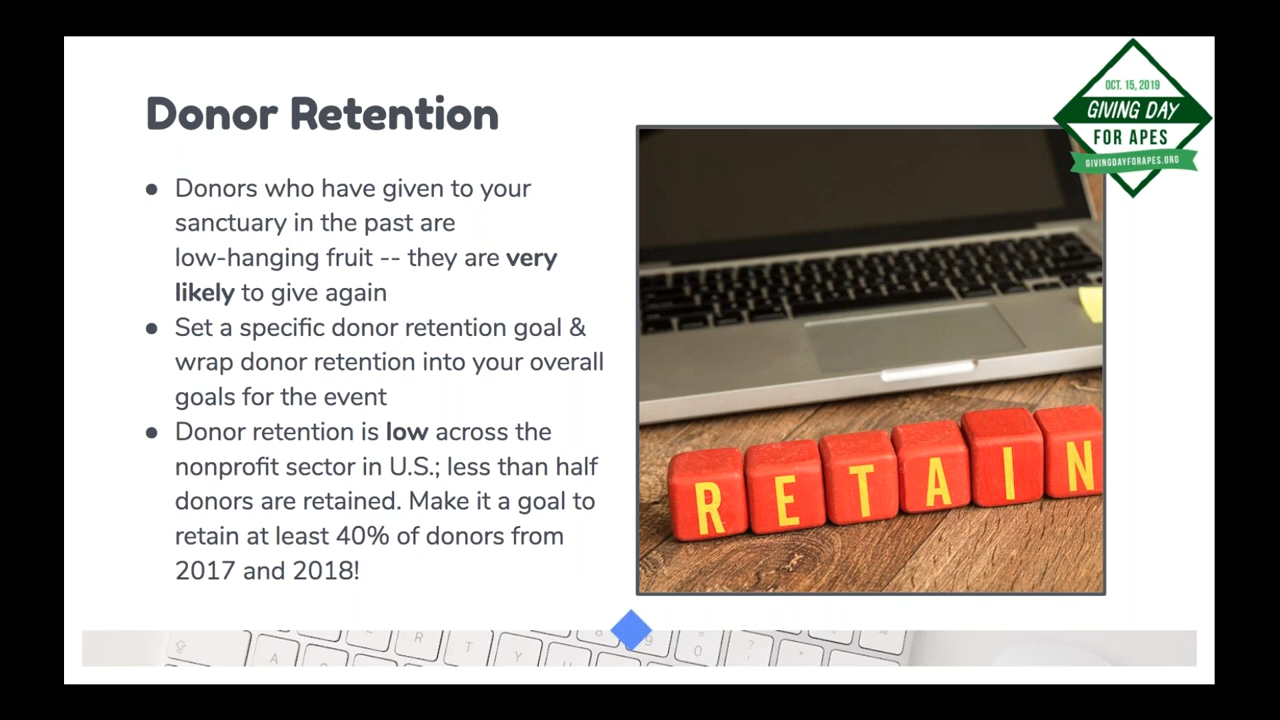 Donor Retention
● Donors who have given to your
sanctuary in the past are
low-hanging fruit -- they are very
likely to give again
● Set a specific donor retention goal &
wrap donor retention into your overall
goals for the event
● Donor retention is low across the
nonprofit sector in U.S.; less than half
donors are retained. Make it a goal to
retain at least 40% of donors from
2017 and 2018!
OCT. 15, 2019
GIVING DAY
FOR APES
GIVINGDAYFORAPES.ORG
RETAIN
R
9
0
?
A
T
Y